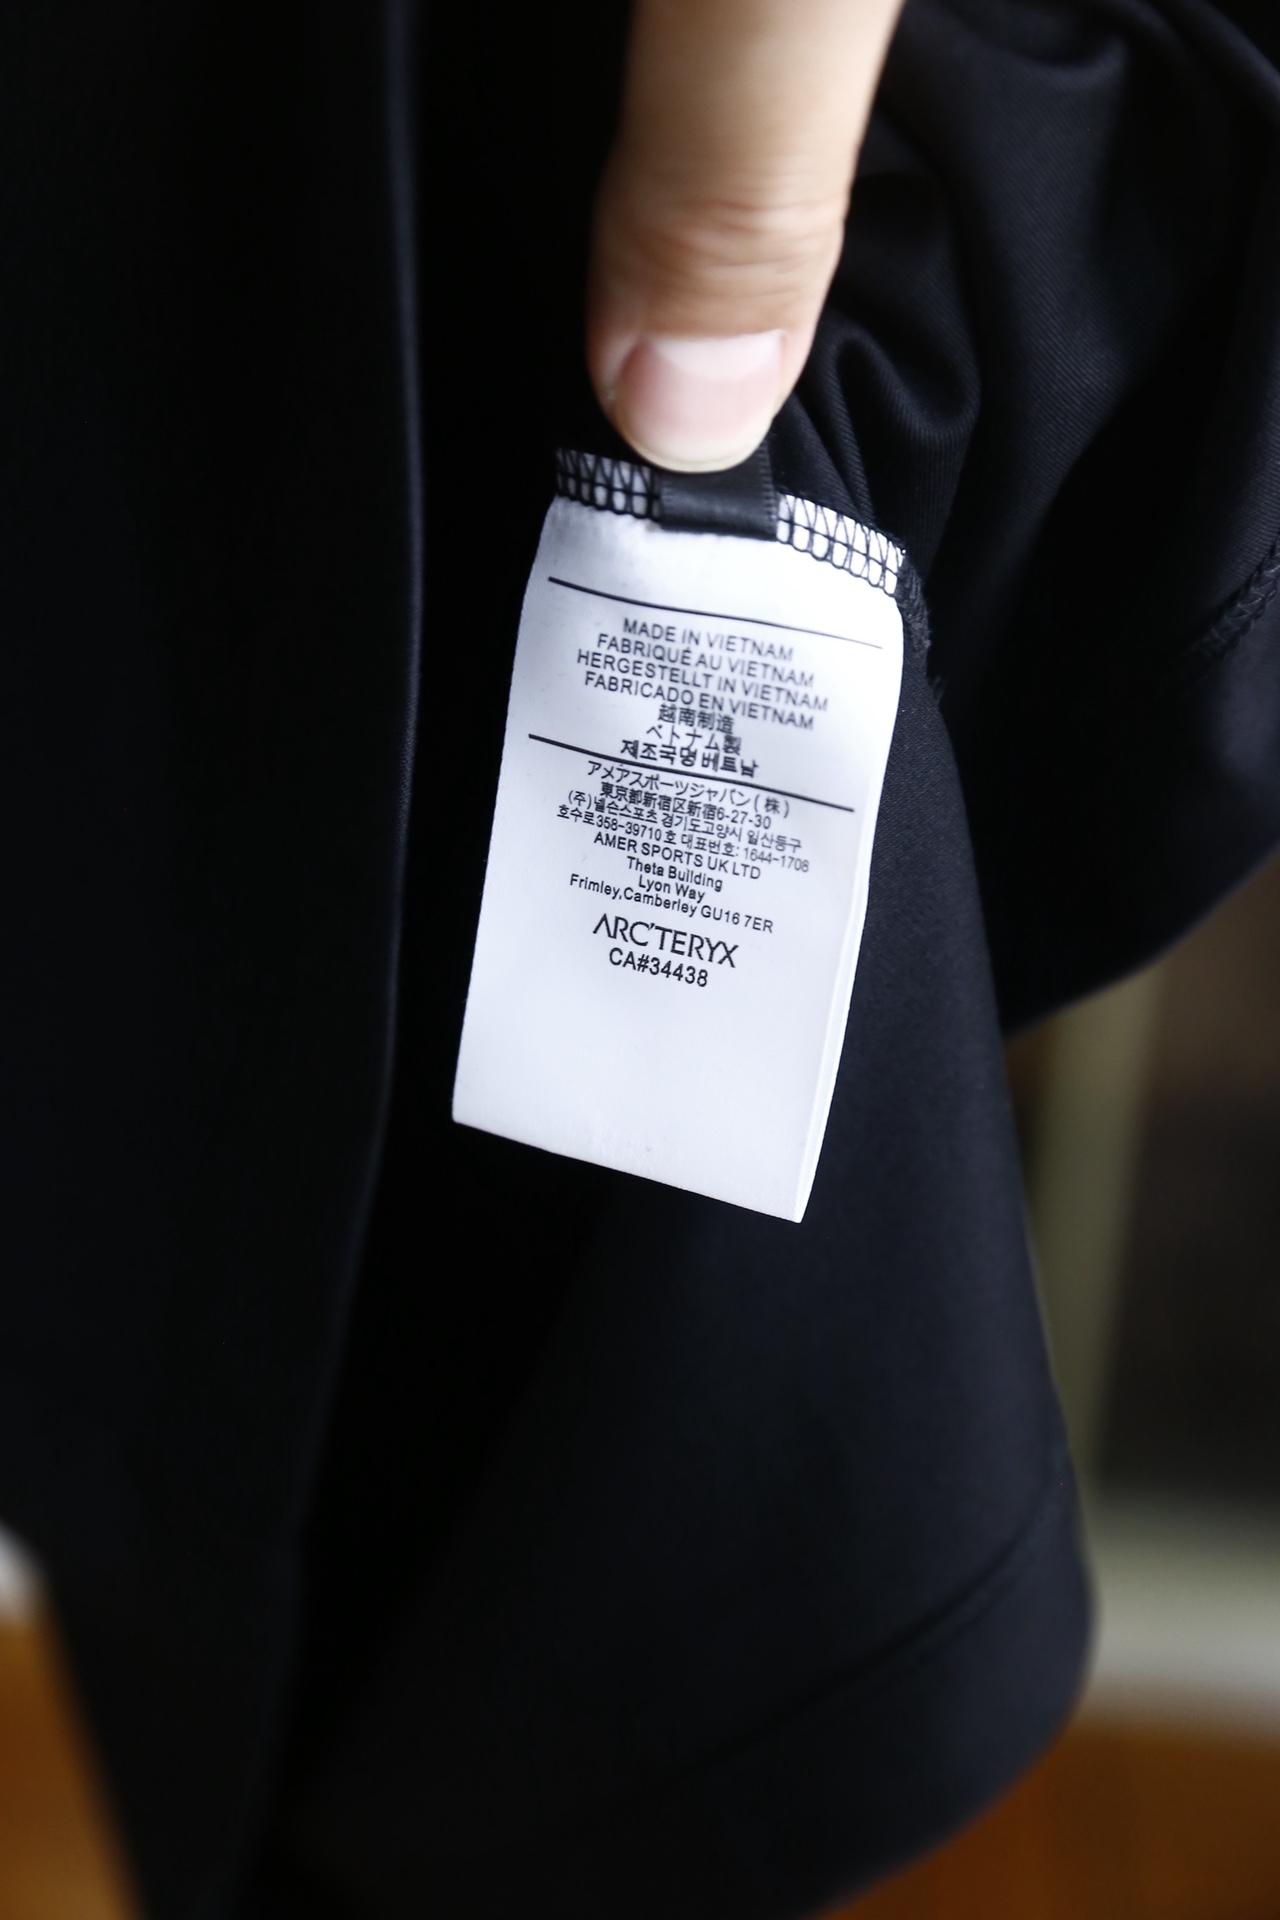 MADE IN VIETNAM
FABRIQUÉ AU VIETNAM
HERGESTELLT IN VIETNAM
FABRICADO EN VIETNAM
越南制造
ベトナム製
제조국명 베트남
アメアスポーツジャパン(株)
東京都新宿区新宿6-27-30
(주)넬슨스포츠 경기도고양시 일산동구
호수로358-39710호 대표번호: 1644-1708
AMER SPORTS UK LTD
Theta Building
Lyon Way
Frimley,Camberley GU16 7ER
ARC'TERYX
CA#34438